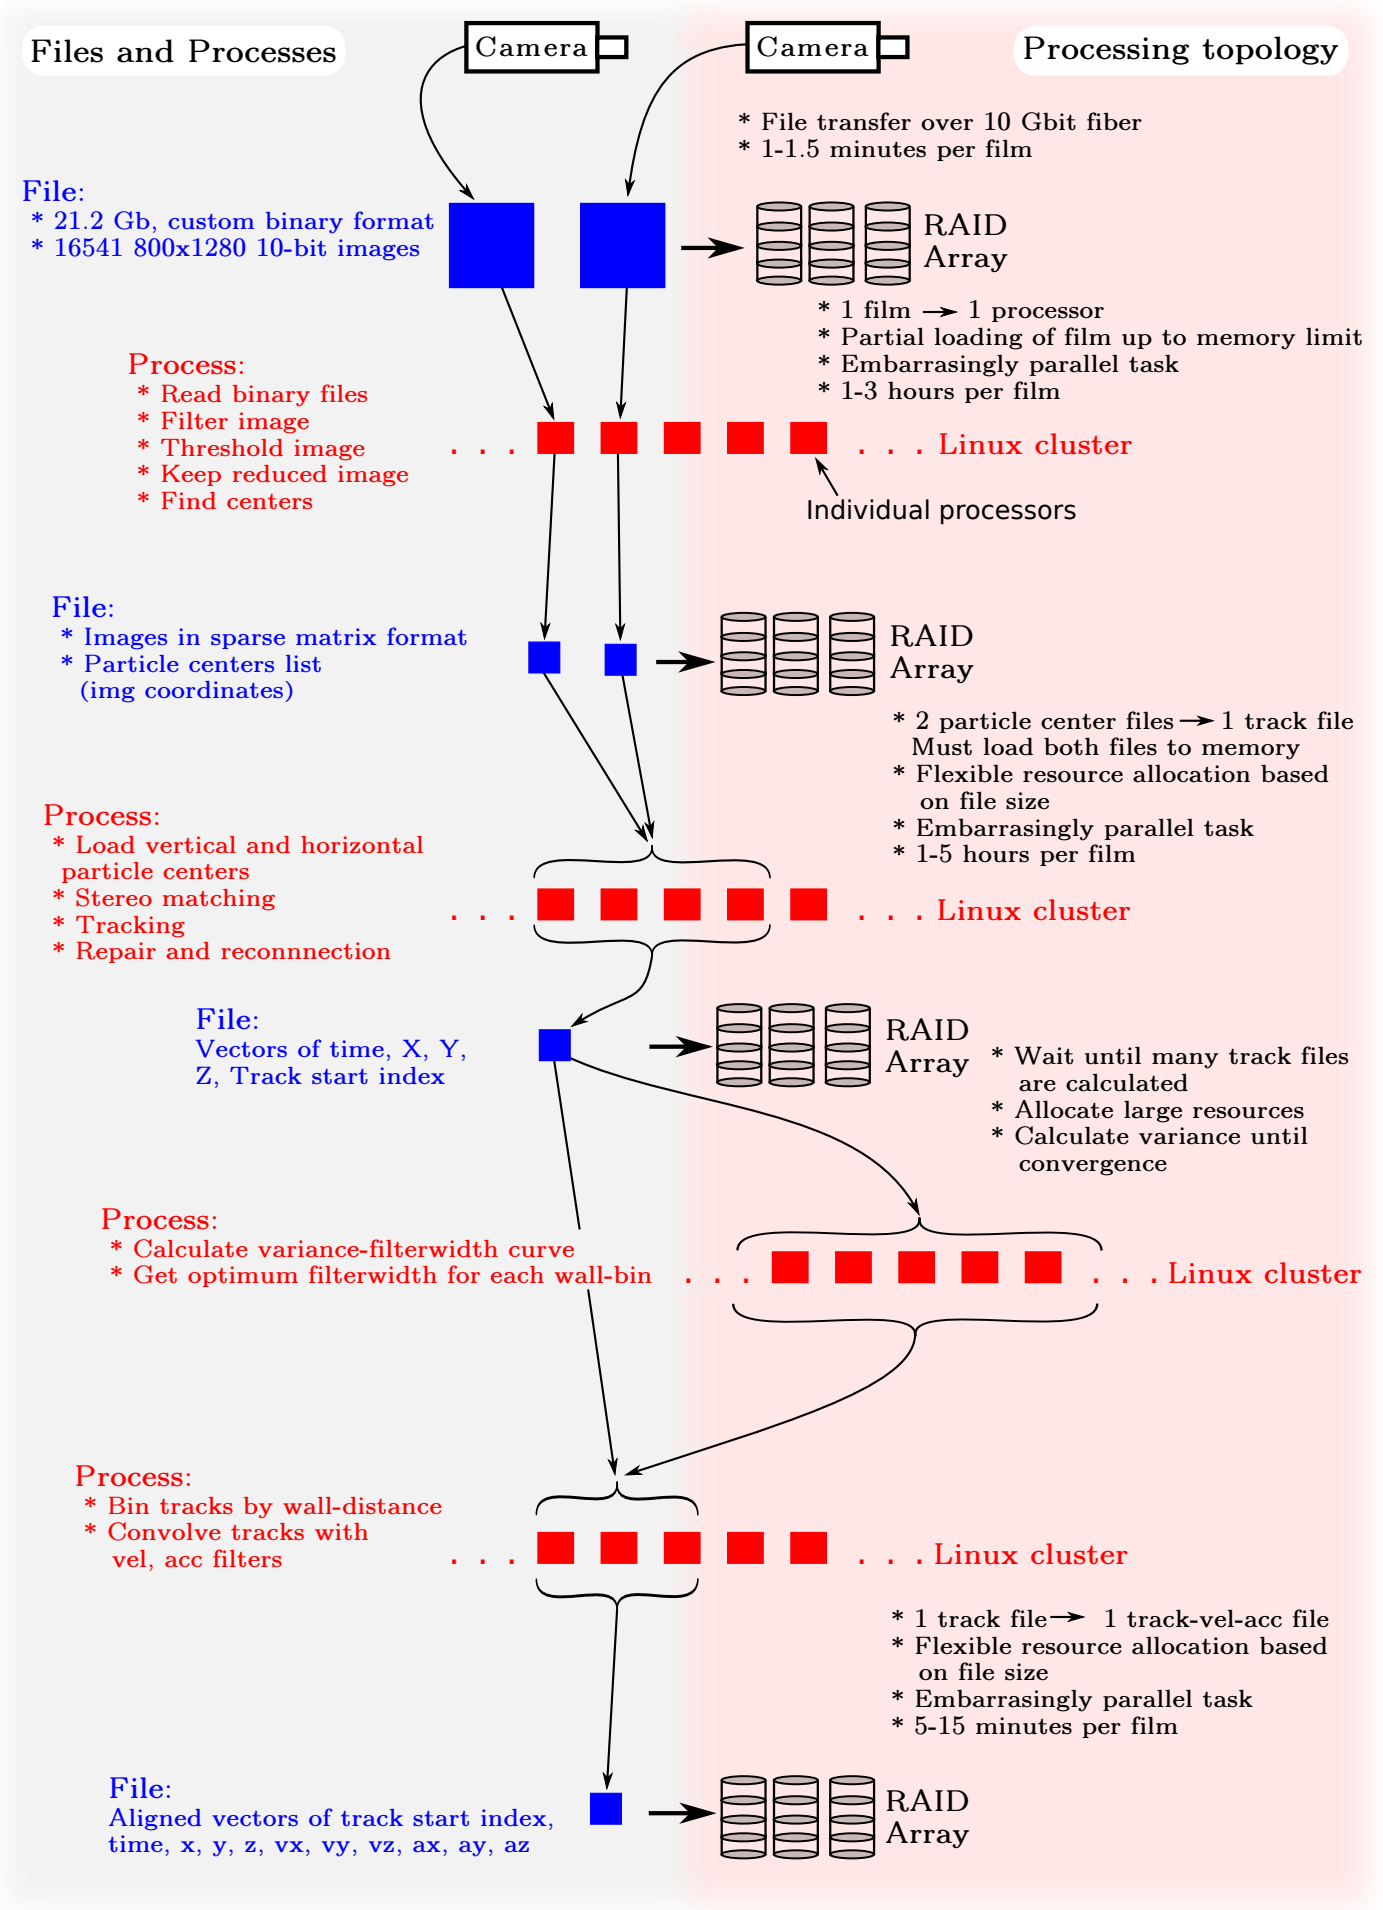 Files and Processes
Camera
Camera
Processing topology
* File transfer over 10 Gbit fiber
* 1-1.5 minutes per film
File:
* 21.2 Gb, custom binary format
* 16541 800x1280 10-bit images
RAID
Array
* 1 film → 1 processor
* Partial loading of film up to memory limit
* Embarrasingly parallel task
* 1-3 hours per film
Process:
* Read binary files
* Filter image
* Threshold image
* Keep reduced image
* Find centers
. . .
. . . Linux cluster
Individual processors
File:
* Images in sparse matrix format
* Particle centers list
(img coordinates)
RAID
Array
* 2 particle center files → 1 track file
Must load both files to memory
* Flexible resource allocation based
on file size
* Embarrasingly parallel task
* 1-5 hours per film
Process:
* Load vertical and horizontal
particle centers
* Stereo matching
* Tracking
* Repair and reconnnection
. . .
. . . Linux cluster
File:
Vectors of time, X, Y,
Z, Track start index
RAID
Array
* Wait until many track files
are calculated
* Allocate large resources
* Calculate variance until
convergence
Process:
* Calculate variance-filterwidth curve
* Get optimum filterwidth for each wall-bin
. . .
. . . Linux cluster
Process:
* Bin tracks by wall-distance
* Convolve tracks with
vel, acc filters
. . .
. . . Linux cluster
* 1 track file → 1 track-vel-acc file
* Flexible resource allocation based
on file size
* Embarrasingly parallel task
* 5-15 minutes per film
File:
Aligned vectors of track start index,
time, x, y, z, vx, vy, vz, ax, ay, az
RAID
Array